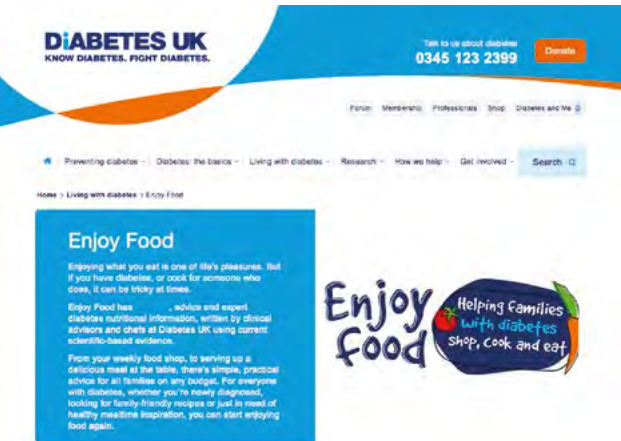 DiABETES UK
KNOW DIABETES. FIGHT DIABETES.
Talk to us about diabetes
0345 123 2399
Donate
Forum Membership Professionals Shop Diabetes and Me
Preventing diabetes Diabetes: the basics Living with diabetes Research How we help Get involved Search
Home > Living with diabetes > Enjoy Food
Enjoy Food
Enjoying what you eat is one of life's pleasures. But
if you have diabetes, or cook for someone who
does, it can be tricky at times.
Enjoy Food has , advice and expert
diabetes nutritional information, written by clinical
advisors and chefs at Diabetes UK using current
scientific-based evidence.
From your weekly food shop, to serving up a
delicious meal at the table, there's simple, practical
advice for all families on any budget. For everyone
with diabetes, whether you're newly diagnosed,
looking for family-friendly recipes or just in need of
healthy mealtime inspiration, you can start enjoying
food again.
Enjoy
Food
Helping families
with diabetes
shop, cook and eat